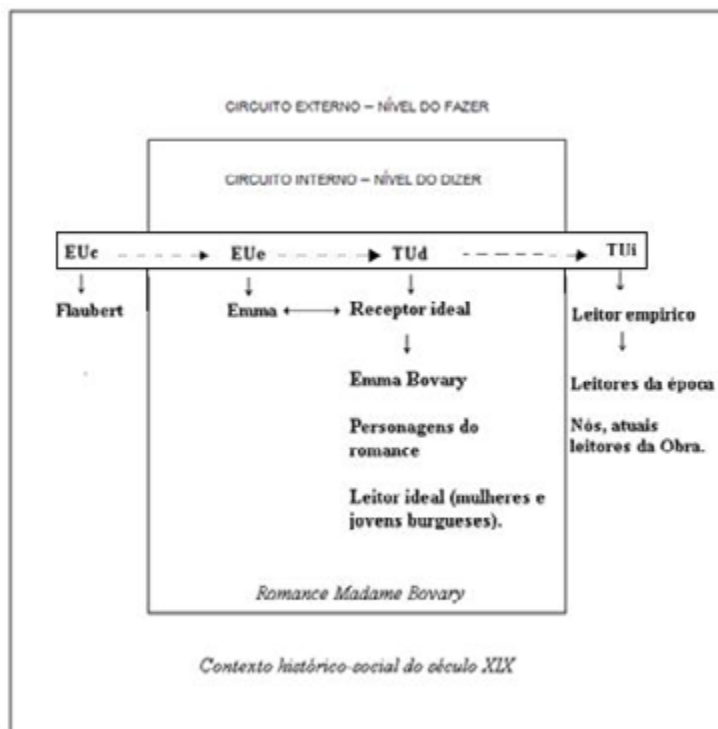 CIRCUITO EXTERNO – NÍVEL DO FAZER
CIRCUITO INTERNO – NÍVEL DO DIZER
EUc EUe TUd TUi
Flaubert Emma Receptor ideal Leitor empírico
Emma Bovary Leitores da época
Personagens do
romance
Nós, atuais
leitores da Obra.
Leitor ideal (mulheres e
jovens burgueses).
Romance Madame Bovary
Contexto histórico-social do século XIX